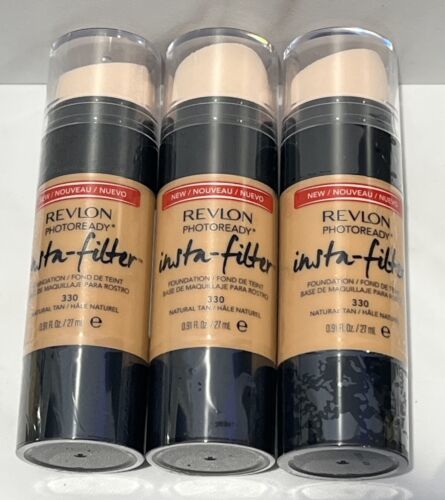 NEW / NOUVEAU / NUEVO
REVLON
PHOTOREADY®
insta-filter™
FOUNDATION / FOND DE TEINT
BASE DE MAQUILLAJE PARA ROSTRO
330
NATURAL TAN / HÂLE NATUREL
0.91 Fl. Oz. / 27 mL ℮
NEW / NOUVEAU / NUEVO
REVLON
PHOTOREADY®
insta-filter™
FOUNDATION / FOND DE TEINT
BASE DE MAQUILLAJE PARA ROSTRO
330
NATURAL TAN / HÂLE NATUREL
0.91 Fl. Oz. / 27 mL ℮
NEW / NOUVEAU / NUEVO
REVLON
PHOTOREADY®
insta-filter
FOUNDATION / FOND DE TEINT
BASE DE MAQUILLAJE PARA ROSTRO
330
NATURAL TAN / HÂLE NATUREL
0.91 Fl. Oz. / 27 mL ℮